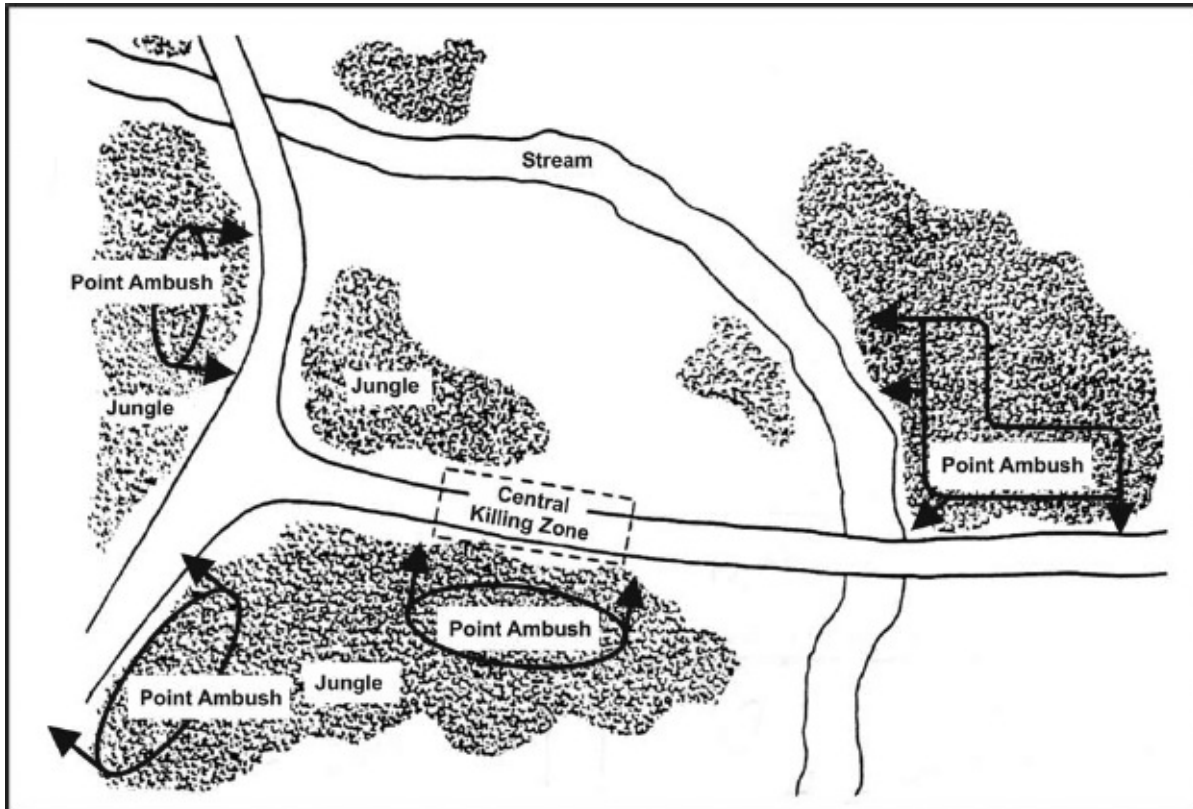 Stream
Point Ambush
Jungle
Jungle
Point Ambush
Central
Killing Zone
Point Ambush
Point Ambush
Jungle